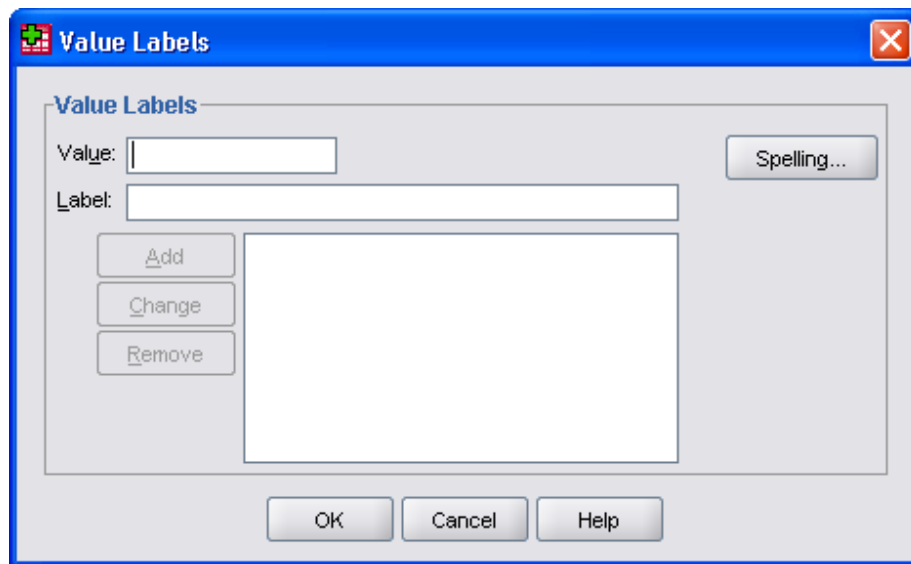 Value Labels
Value Labels
Value:
Spelling...
Label:
Add
Change
Remove
OK Cancel Help